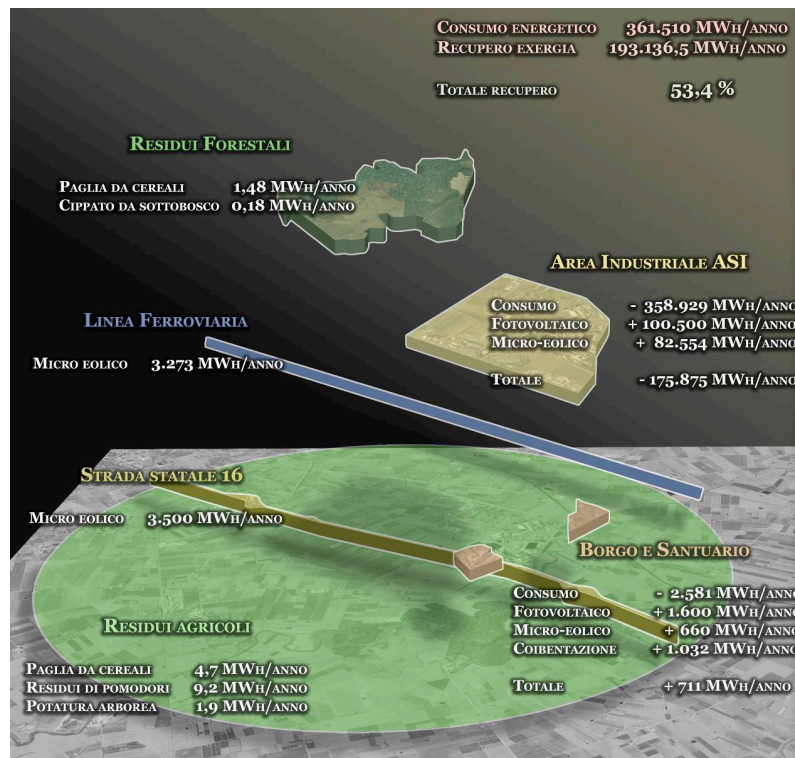 Consumo energetico 361.510 MWh/anno
Recupero exergia 193.136,5 MWh/anno
Totale recupero 53,4 %
Residui Forestali
Paglia da cereali 1,48 MWh/anno
Cippato da sottobosco 0,18 MWh/anno
Area Industriale ASI
Consumo - 358.929 MWh/anno
Fotovoltaico + 100.500 MWh/anno
Micro-eolico + 82.554 MWh/anno
Totale - 175.875 MWh/anno
Linea Ferroviaria
Micro eolico 3.273 MWh/anno
Strada statale 16
Micro eolico 3.500 MWh/anno
Borgo e Santuario
Consumo - 2.581 MWh/anno
Fotovoltaico + 1.600 MWh/anno
Micro-eolico + 660 MWh/anno
Coibentazione + 1.032 MWh/anno
Totale + 711 MWh/anno
Residui agricoli
Paglia da cereali 4,7 MWh/anno
Residui di pomodori 9,2 MWh/anno
Potatura arborea 1,9 MWh/anno